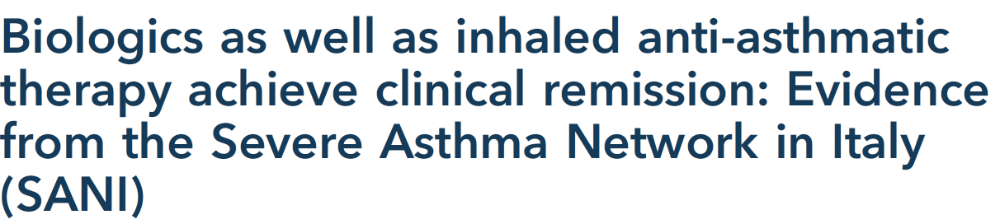 Biologics as well as inhaled anti-asthmatic
therapy achieve clinical remission: Evidence
from the Severe Asthma Network in Italy
(SANI)